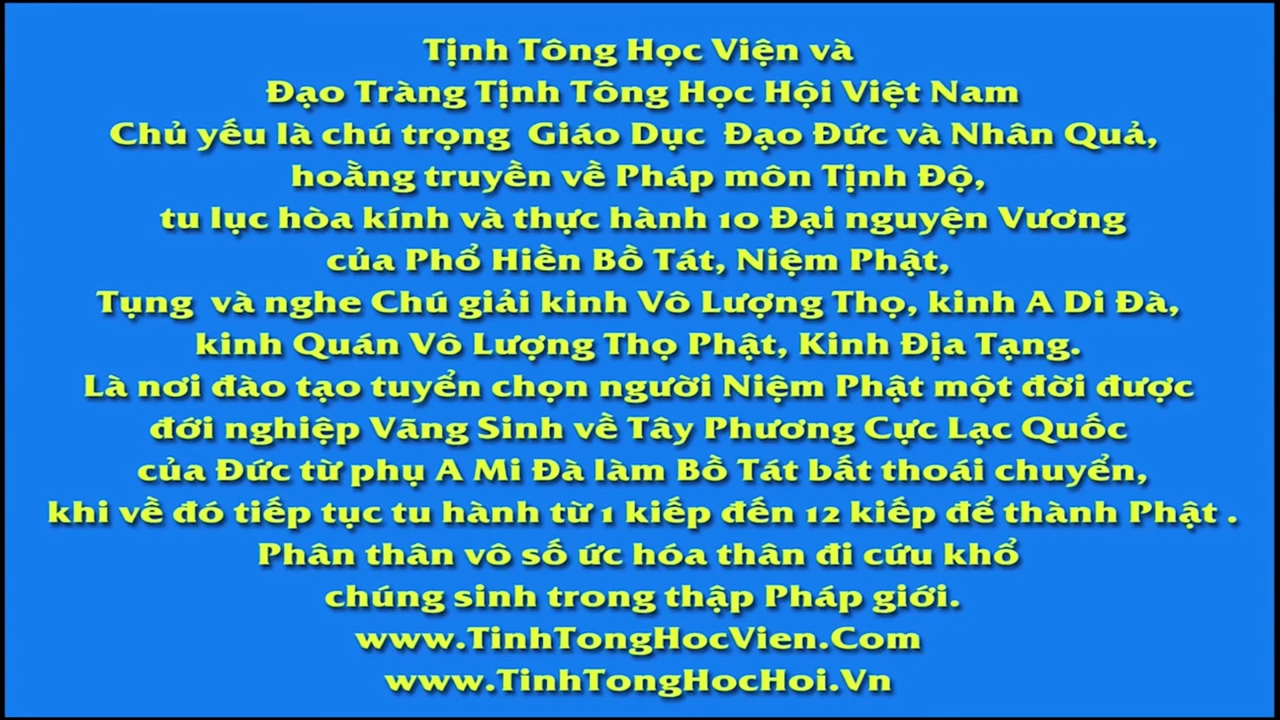 Tịnh Tông Học Viện và
Đạo Tràng Tịnh Tông Học Hội Việt Nam
Chủ yếu là chú trọng Giáo Dục Đạo Đức và Nhân Quả,
hoằng truyền về Pháp môn Tịnh Độ,
tu lục hòa kính và thực hành 10 Đại nguyện Vương
của Phổ Hiền Bồ Tát, Niệm Phật,
Tụng và nghe Chú giải kinh Vô Lượng Thọ, kinh A Di Đà,
kinh Quán Vô Lượng Thọ Phật, Kinh Địa Tạng.
Là nơi đào tạo tuyển chọn người Niệm Phật một đời được
đới nghiệp Vãng Sinh về Tây Phương Cực Lạc Quốc
của Đức từ phụ A Mi Đà làm Bồ Tát bất thoái chuyển,
khi về đó tiếp tục tu hành từ 1 kiếp đến 12 kiếp để thành Phật .
Phân thân vô số ức hóa thân đi cứu khổ
chúng sinh trong thập Pháp giới.
www.TinhTongHocVien.Com
www.TinhTongHocHoi.Vn